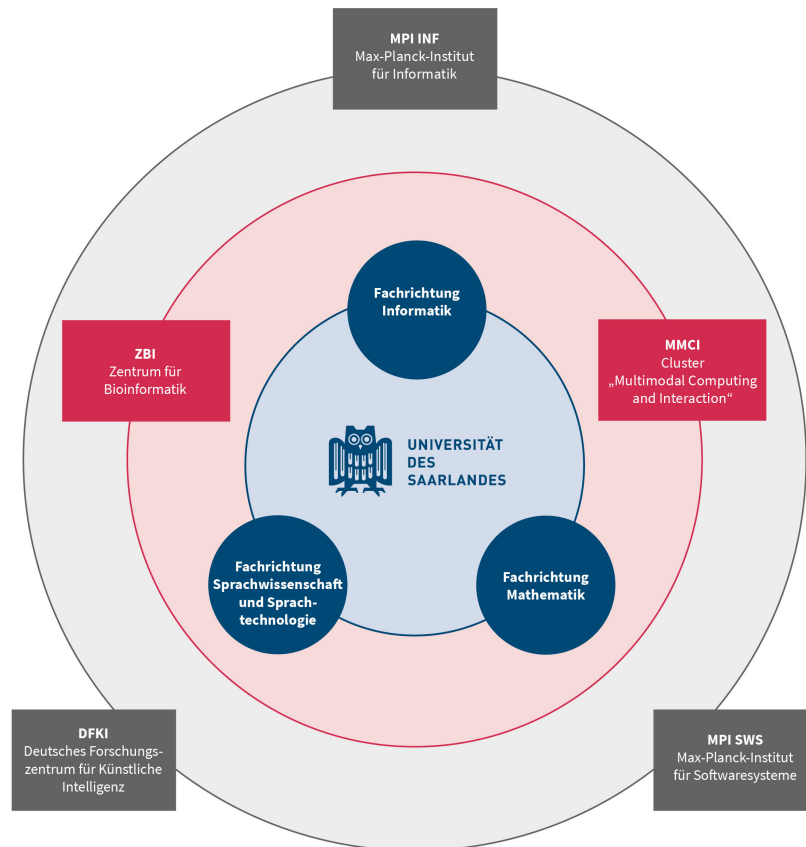 MPI INF
Max-Planck-Institut
für Informatik
Fachrichtung
Informatik
ZBI
Zentrum für
Bioinformatik
MMCI
Cluster
„Multimodal Computing
and Interaction“
UNIVERSITÄT
DES
SAARLANDES
Fachrichtung
Sprachwissenschaft
und Sprach-
technologie
Fachrichtung
Mathematik
DFKI
Deutsches Forschungs-
zentrum für Künstliche
Intelligenz
MPI SWS
Max-Planck-Institut
für Softwaresysteme